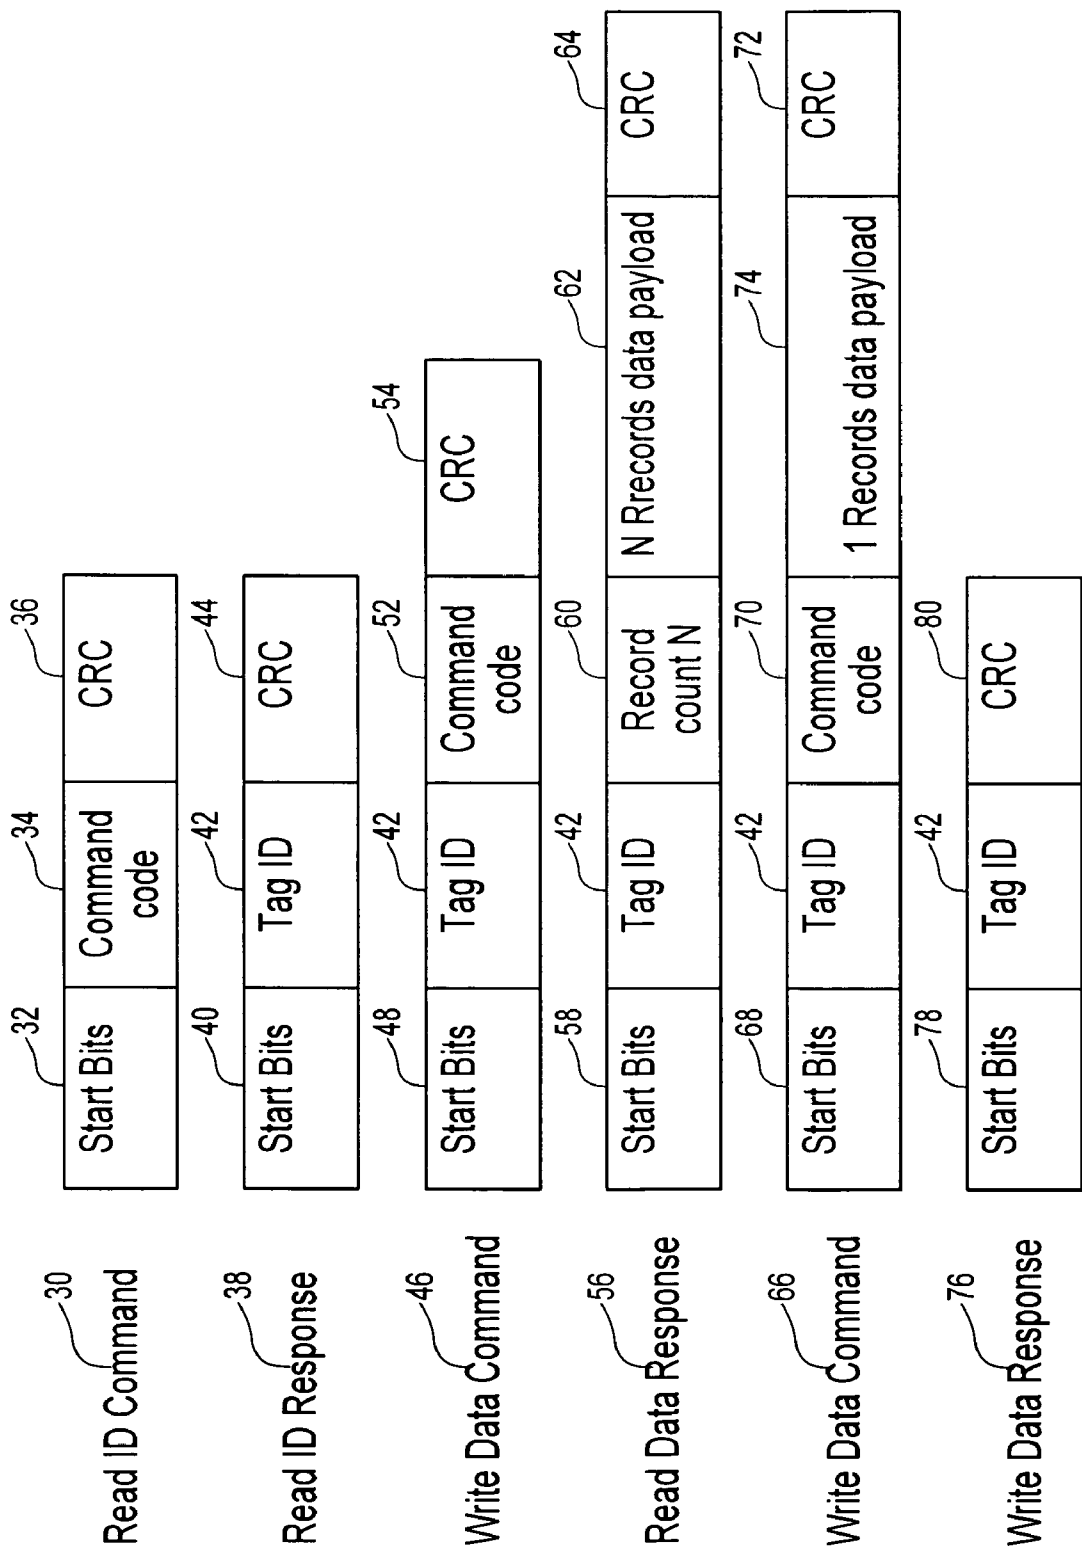 Read ID Command
30
32
34
36
Start Bits
Command
code
CRC
Read ID Response
38
40
42
44
Start Bits
Tag ID
CRC
Write Data Command
46
48
42
52
54
Start Bits
Tag ID
Command
code
CRC
Read Data Response
56
58
42
60
62
64
Start Bits
Tag ID
Record
count N
N Rrecords data payload
CRC
Write Data Command
66
68
42
70
74
72
Start Bits
Tag ID
Command
code
1 Records data payload
CRC
Write Data Response
76
78
42
80
Start Bits
Tag ID
CRC